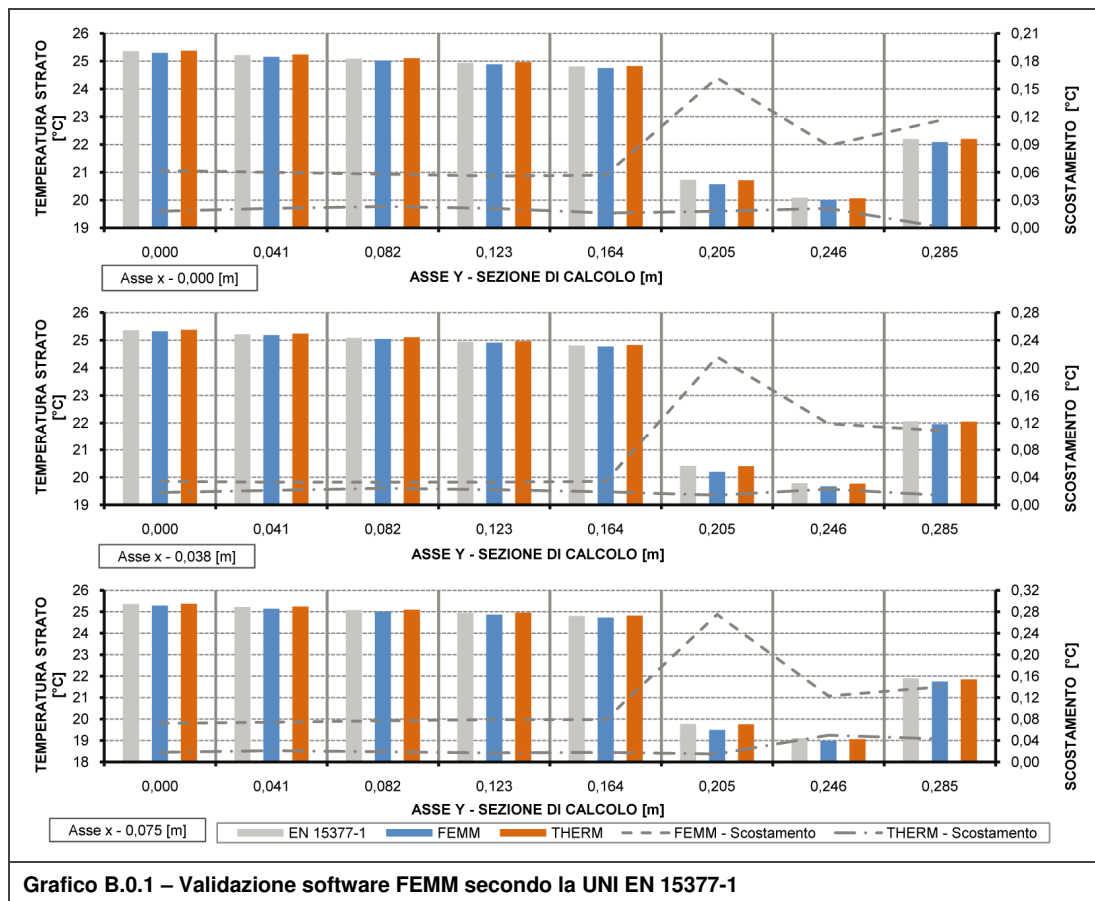 TEMPERATURA STRATO
[°C]
26
25
24
23
22
21
20
19
0,21
0,18
0,15
0,12
0,09
0,06
0,03
0,00
SCOSTAMENTO [°C]
0,000 0,041 0,082 0,123 0,164 0,205 0,246 0,285
Asse x - 0,000 [m]
ASSE Y - SEZIONE DI CALCOLO [m]
TEMPERATURA STRATO
[°C]
26
25
24
23
22
21
20
19
0,28
0,24
0,20
0,16
0,12
0,08
0,04
0,00
SCOSTAMENTO [°C]
0,000 0,041 0,082 0,123 0,164 0,205 0,246 0,285
Asse x - 0,038 [m]
ASSE Y - SEZIONE DI CALCOLO [m]
TEMPERATURA STRATO
[°C]
26
25
24
23
22
21
20
19
18
0,32
0,28
0,24
0,20
0,16
0,12
0,08
0,04
0,00
SCOSTAMENTO [°C]
0,000 0,041 0,082 0,123 0,164 0,205 0,246 0,285
ASSE Y - SEZIONE DI CALCOLO [m]
Asse x - 0,075 [m]
EN 15377-1 FEMM THERM FEMM - Scostamento THERM - Scostamento
Grafico B.0.1 – Validazione software FEMM secondo la UNI EN 15377-1